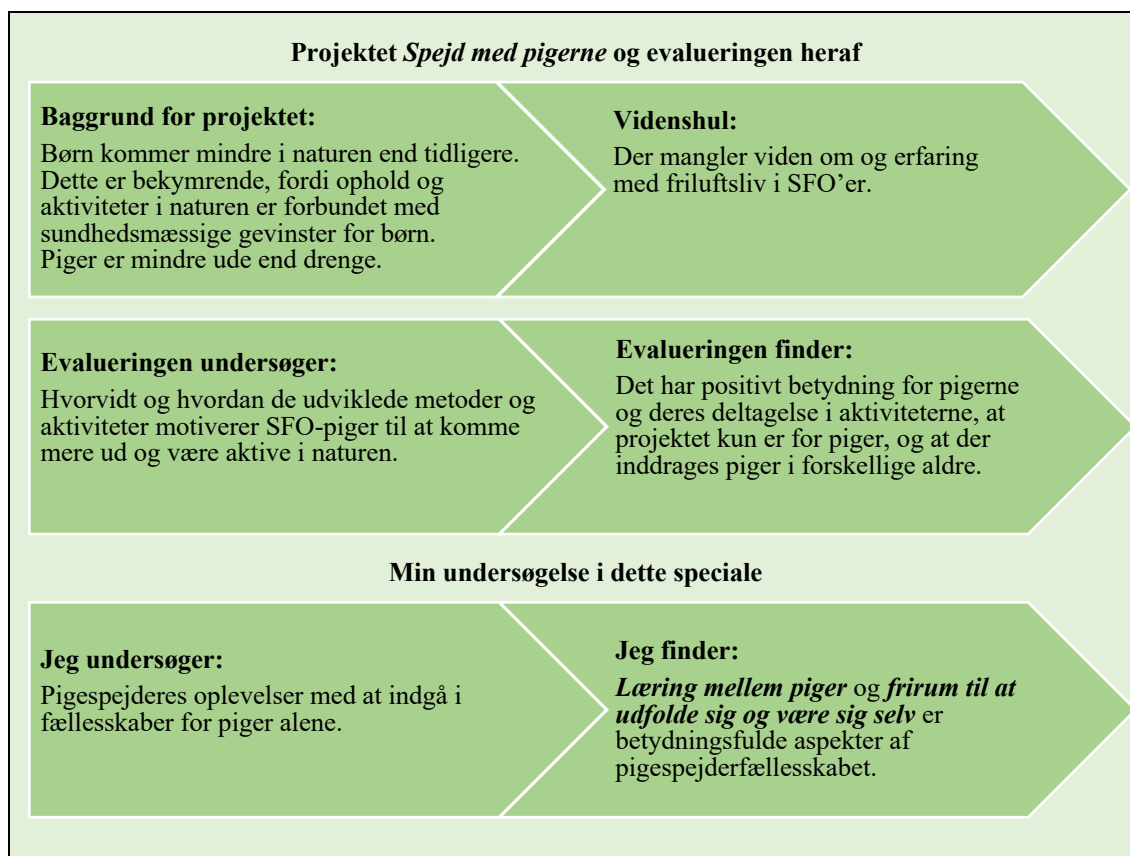 Projektet Spejd med pigerne og evalueringen heraf
Baggrund for projektet:
Børn kommer mindre i naturen end tidligere.
Dette er bekymrende, fordi ophold og
aktiviteter i naturen er forbundet med
sundhedsmæssige gevinster for børn.
Piger er mindre ude end drenge.
Videnshul:
Der mangler viden om og erfaring
med friluftsliv i SFO’er.
Evalueringen undersøger:
Hvorvidt og hvordan de udviklede metoder og
aktiviteter motiverer SFO-piger til at komme
mere ud og være aktive i naturen.
Evalueringen finder:
Det har positivt betydning for pigerne
og deres deltagelse i aktiviteterne, at
projektet kun er for piger, og at der
inddrages piger i forskellige aldre.
Min undersøgelse i dette speciale
Jeg undersøger:
Pigespejderes oplevelser med at indgå i
fællesskaber for piger alene.
Jeg finder:
Læring mellem piger og frirum til at
udfolde sig og være sig selv er
betydningsfulde aspekter af
pigespejderfællesskabet.